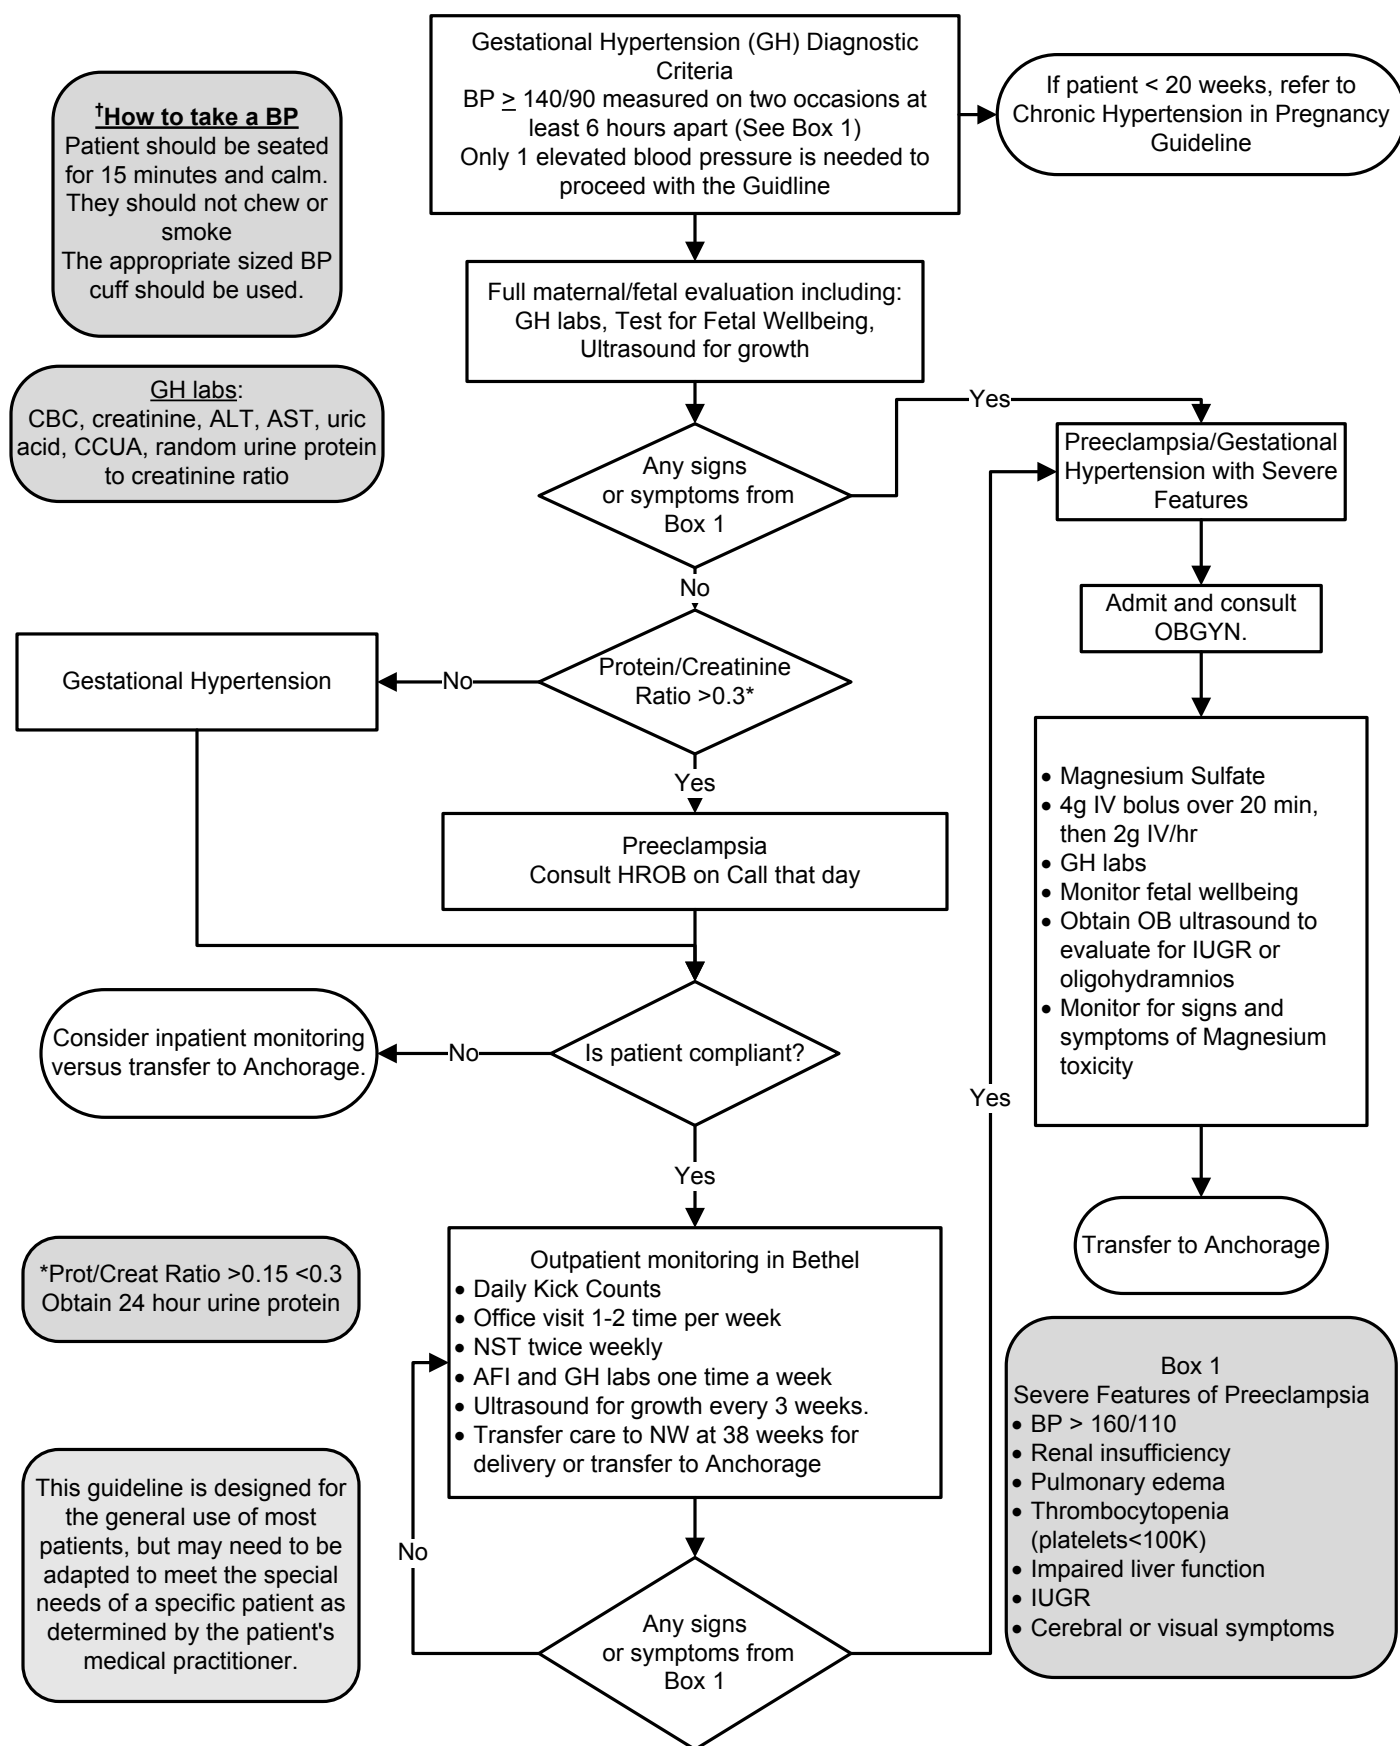 Gestational Hypertension (GH) Diagnostic
Criteria
BP ≥ 140/90 measured on two occasions at
least 6 hours apart (See Box 1)
Only 1 elevated blood pressure is needed to
proceed with the Guidline
If patient < 20 weeks, refer to
Chronic Hypertension in Pregnancy
Guideline
†How to take a BP
Patient should be seated
for 15 minutes and calm.
They should not chew or
smoke
The appropriate sized BP
cuff should be used.
Full maternal/fetal evaluation including:
GH labs, Test for Fetal Wellbeing,
Ultrasound for growth
GH labs:
CBC, creatinine, ALT, AST, uric
acid, CCUA, random urine protein
to creatinine ratio
Any signs
or symptoms from
Box 1
Yes
Preeclampsia/Gestational
Hypertension with Severe
Features
No
Admit and consult
OBGYN.
Protein/Creatinine
Ratio >0.3*
No
Gestational Hypertension
Yes
Preeclampsia
Consult HROB on Call that day
• Magnesium Sulfate
• 4g IV bolus over 20 min,
then 2g IV/hr
• GH labs
• Monitor fetal wellbeing
• Obtain OB ultrasound to
evaluate for IUGR or
oligohydramnios
• Monitor for signs and
symptoms of Magnesium
toxicity
Is patient compliant?
No
Consider inpatient monitoring
versus transfer to Anchorage.
Yes
Yes
Transfer to Anchorage
Outpatient monitoring in Bethel
• Daily Kick Counts
• Office visit 1-2 time per week
• NST twice weekly
• AFI and GH labs one time a week
• Ultrasound for growth every 3 weeks.
• Transfer care to NW at 38 weeks for
delivery or transfer to Anchorage
*Prot/Creat Ratio >0.15 <0.3
Obtain 24 hour urine protein
Box 1
Severe Features of Preeclampsia
• BP > 160/110
• Renal insufficiency
• Pulmonary edema
• Thrombocytopenia
(platelets<100K)
• Impaired liver function
• IUGR
• Cerebral or visual symptoms
This guideline is designed for
the general use of most
patients, but may need to be
adapted to meet the special
needs of a specific patient as
determined by the patient's
medical practitioner.
No
Any signs
or symptoms from
Box 1